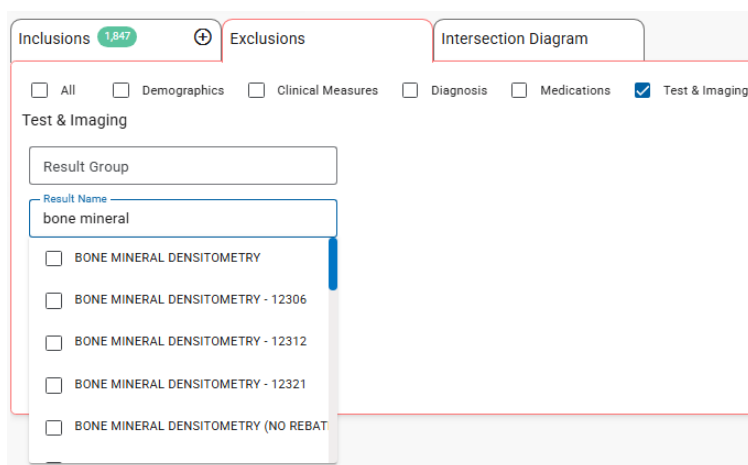 Inclusions 1,847 Exclusions Intersection Diagram
All Demographics Clinical Measures Diagnosis Medications Test & Imaging
Test & Imaging
Result Group
Result Name
bone mineral
BONE MINERAL DENSITOMETRY
BONE MINERAL DENSITOMETRY - 12306
BONE MINERAL DENSITOMETRY - 12312
BONE MINERAL DENSITOMETRY - 12321
BONE MINERAL DENSITOMETRY (NO REBAT